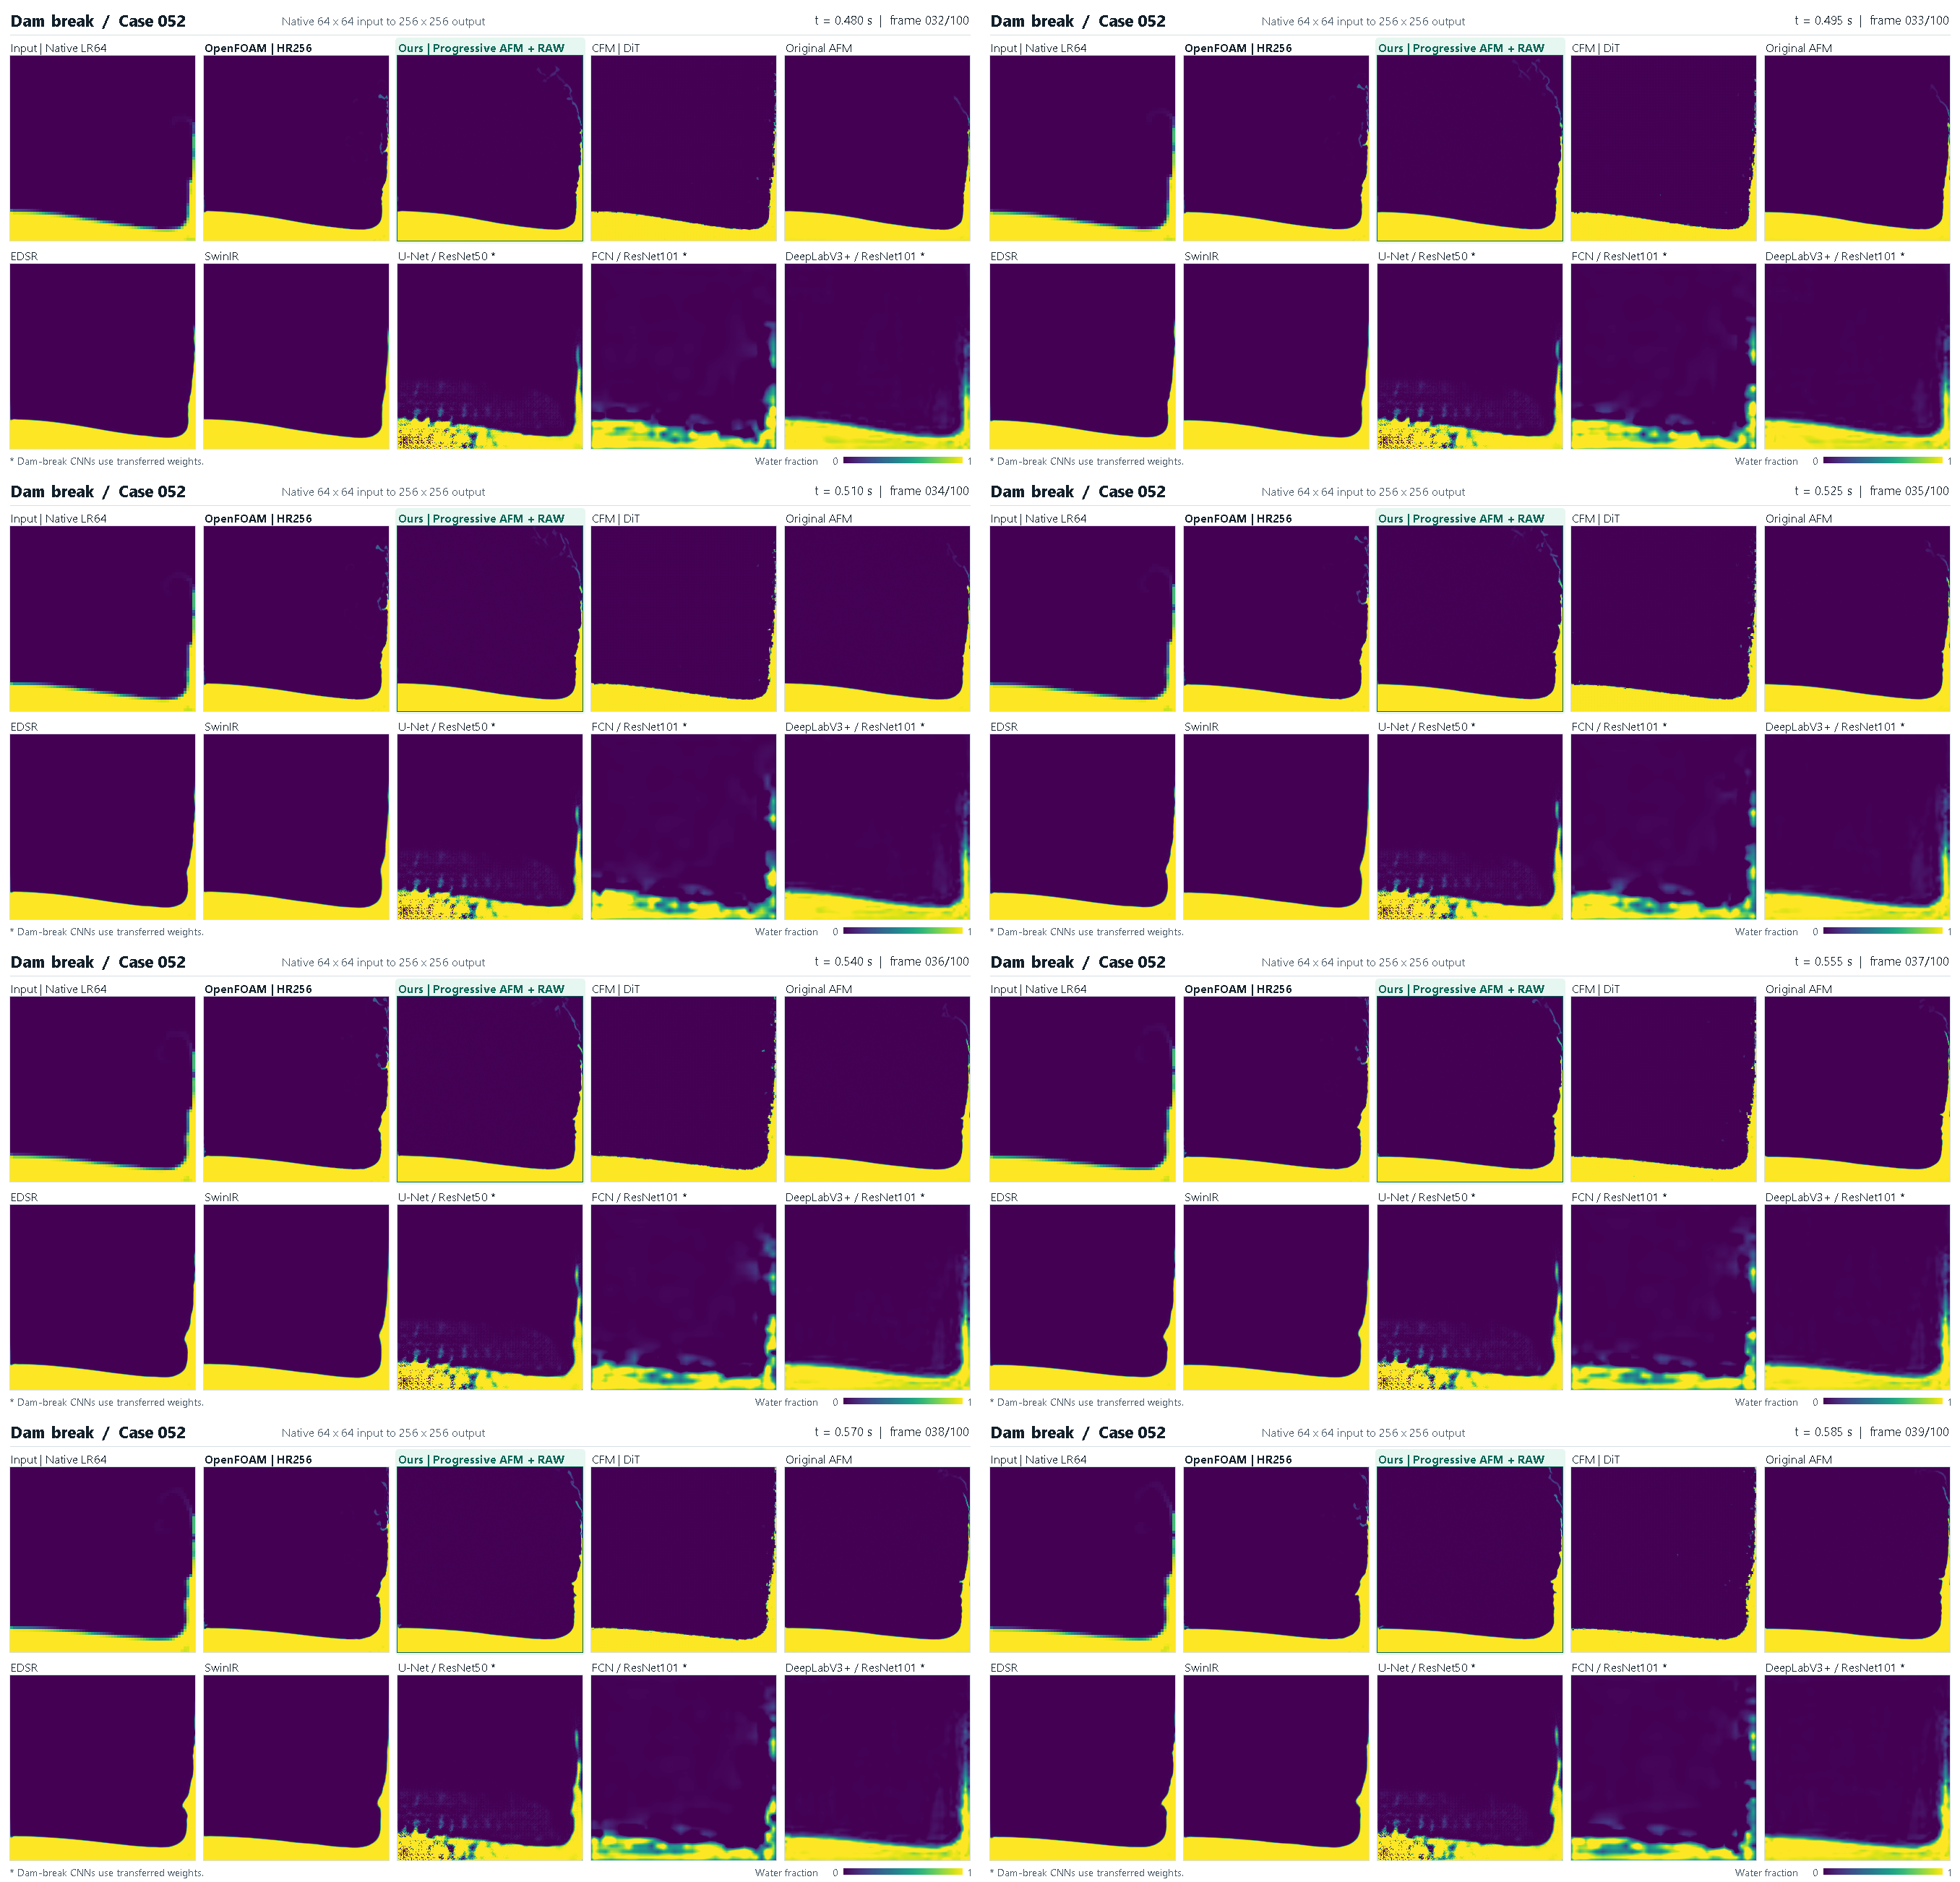 Dam break / Case 052 Native 64 x 64 input to 256 x 256 output t = 0.480 s | frame 032/100
Input | Native LR64 OpenFOAM | HR256 Ours | Progressive AFM + RAW CFM | DiT Original AFM
EDSR SwinIR U-Net / ResNet50 * FCN / ResNet101 * DeepLabV3+ / ResNet101 *
* Dam-break CNNs use transferred weights. Water fraction 0 1
Dam break / Case 052 Native 64 x 64 input to 256 x 256 output t = 0.495 s | frame 033/100
Input | Native LR64 OpenFOAM | HR256 Ours | Progressive AFM + RAW CFM | DiT Original AFM
EDSR SwinIR U-Net / ResNet50 * FCN / ResNet101 * DeepLabV3+ / ResNet101 *
* Dam-break CNNs use transferred weights. Water fraction 0 1
Dam break / Case 052 Native 64 x 64 input to 256 x 256 output t = 0.510 s | frame 034/100
Input | Native LR64 OpenFOAM | HR256 Ours | Progressive AFM + RAW CFM | DiT Original AFM
EDSR SwinIR U-Net / ResNet50 * FCN / ResNet101 * DeepLabV3+ / ResNet101 *
* Dam-break CNNs use transferred weights. Water fraction 0 1
Dam break / Case 052 Native 64 x 64 input to 256 x 256 output t = 0.525 s | frame 035/100
Input | Native LR64 OpenFOAM | HR256 Ours | Progressive AFM + RAW CFM | DiT Original AFM
EDSR SwinIR U-Net / ResNet50 * FCN / ResNet101 * DeepLabV3+ / ResNet101 *
* Dam-break CNNs use transferred weights. Water fraction 0 1
Dam break / Case 052 Native 64 x 64 input to 256 x 256 output t = 0.540 s | frame 036/100
Input | Native LR64 OpenFOAM | HR256 Ours | Progressive AFM + RAW CFM | DiT Original AFM
EDSR SwinIR U-Net / ResNet50 * FCN / ResNet101 * DeepLabV3+ / ResNet101 *
* Dam-break CNNs use transferred weights. Water fraction 0 1
Dam break / Case 052 Native 64 x 64 input to 256 x 256 output t = 0.555 s | frame 037/100
Input | Native LR64 OpenFOAM | HR256 Ours | Progressive AFM + RAW CFM | DiT Original AFM
EDSR SwinIR U-Net / ResNet50 * FCN / ResNet101 * DeepLabV3+ / ResNet101 *
* Dam-break CNNs use transferred weights. Water fraction 0 1
Dam break / Case 052 Native 64 x 64 input to 256 x 256 output t = 0.570 s | frame 038/100
Input | Native LR64 OpenFOAM | HR256 Ours | Progressive AFM + RAW CFM | DiT Original AFM
EDSR SwinIR U-Net / ResNet50 * FCN / ResNet101 * DeepLabV3+ / ResNet101 *
* Dam-break CNNs use transferred weights. Water fraction 0 1
Dam break / Case 052 Native 64 x 64 input to 256 x 256 output t = 0.585 s | frame 039/100
Input | Native LR64 OpenFOAM | HR256 Ours | Progressive AFM + RAW CFM | DiT Original AFM
EDSR SwinIR U-Net / ResNet50 * FCN / ResNet101 * DeepLabV3+ / ResNet101 *
* Dam-break CNNs use transferred weights. Water fraction 0 1